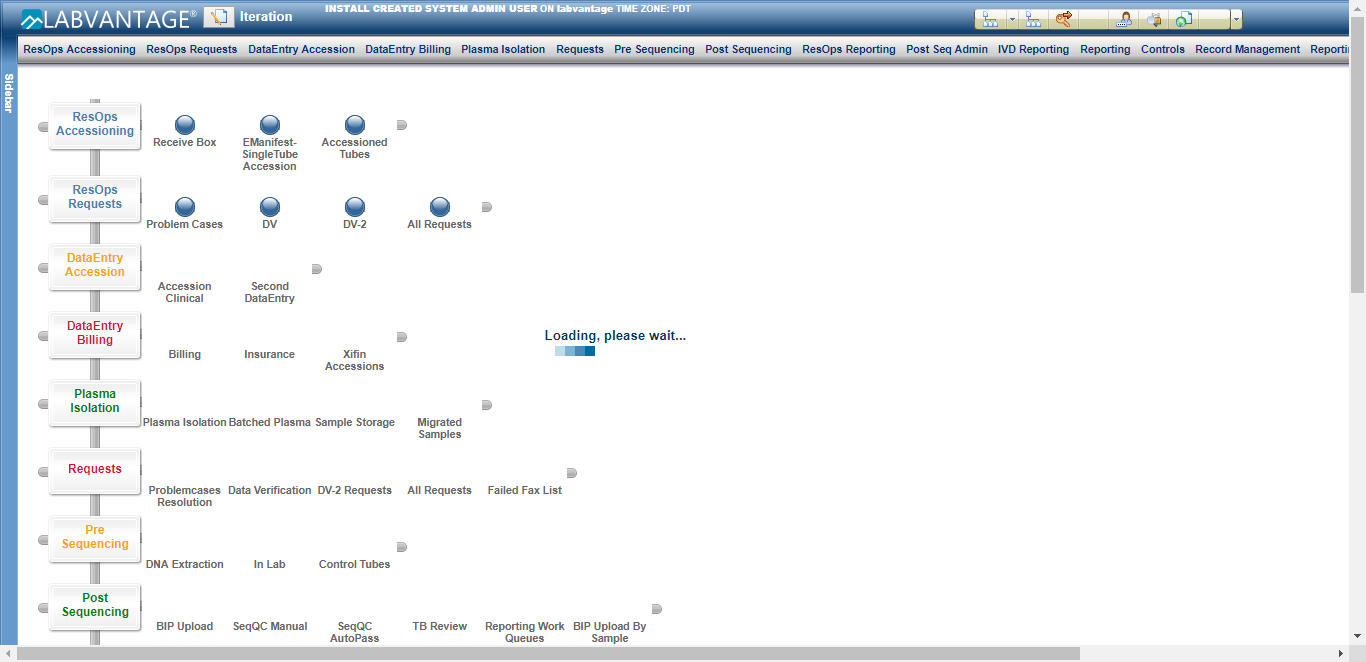 LABVANTAGE®
Iteration
INSTALL CREATED SYSTEM ADMIN USER ON labvantage TIME ZONE: PDT
ResOps Accessioning ResOps Requests DataEntry Accession DataEntry Billing Plasma Isolation Requests Pre Sequencing Post Sequencing ResOps Reporting Post Seq Admin IVD Reporting Reporting Controls Record Management Reporti
Sidebar
ResOps
Accessioning
Receive Box
EManifest-
SingleTube
Accession
Accessioned
Tubes
ResOps
Requests
Problem Cases
DV
DV-2
All Requests
DataEntry
Accession
Accession
Clinical
Second
DataEntry
DataEntry
Billing
Billing
Insurance
Xifin
Accessions
Loading, please wait...
Plasma
Isolation
Plasma Isolation
Batched Plasma
Sample Storage
Migrated
Samples
Requests
Problemcases
Resolution
Data Verification
DV-2 Requests
All Requests
Failed Fax List
Pre
Sequencing
DNA Extraction
In Lab
Control Tubes
Post
Sequencing
BIP Upload
SeqQC Manual
SeqQC
AutoPass
TB Review
Reporting Work
Queues
BIP Upload By
Sample